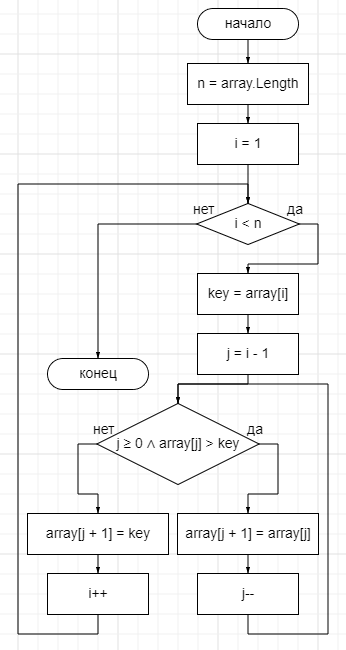 начало
n = array.Length
i = 1
нет
да
i < n
key = array[i]
j = i - 1
конец
нет
да
j ≥ 0 ∧ array[j] > key
array[j + 1] = key
array[j + 1] = array[j]
i++
j--